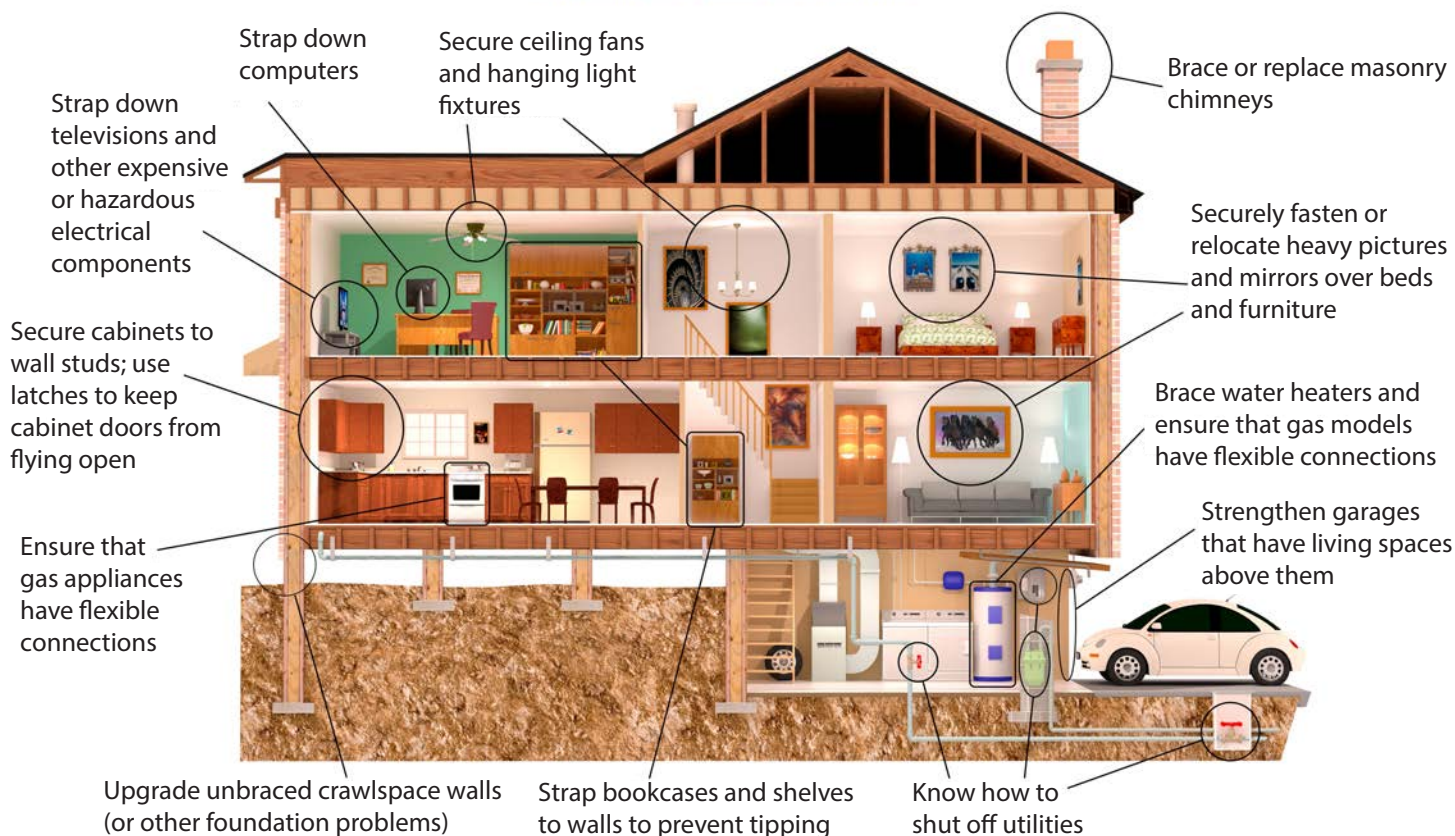 Strap down
computers
Secure ceiling fans
and hanging light
fixtures
Brace or replace masonry
chimneys
Strap down
televisions and
other expensive
or hazardous
electrical
components
Securely fasten or
relocate heavy pictures
and mirrors over beds
and furniture
Secure cabinets to
wall studs; use
latches to keep
cabinet doors from
flying open
Brace water heaters and
ensure that gas models
have flexible connections
Ensure that
gas appliances
have flexible
connections
Strengthen garages
that have living spaces
above them
Upgrade unbraced crawlspace walls
(or other foundation problems)
Strap bookcases and shelves
to walls to prevent tipping
Know how to
shut off utilities